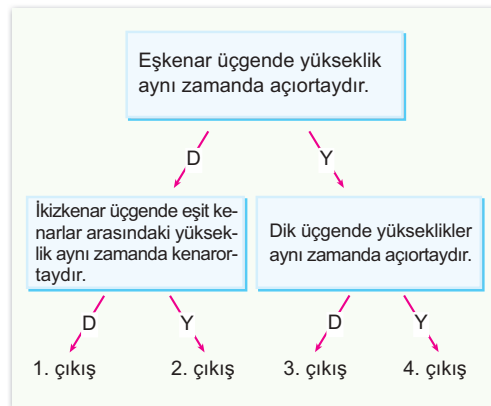 Eşkenar üçgende yükseklik
aynı zamanda açıortaydır.
D
Y
İkizkenar üçgende eşit ke-
narlar arasındaki yüksek-
lik aynı zamanda kenaror-
taydır.
Dik üçgende yükseklikler
aynı zamanda açıortaydır.
D
Y
D
Y
1. çıkış
2. çıkış
3. çıkış
4. çıkış